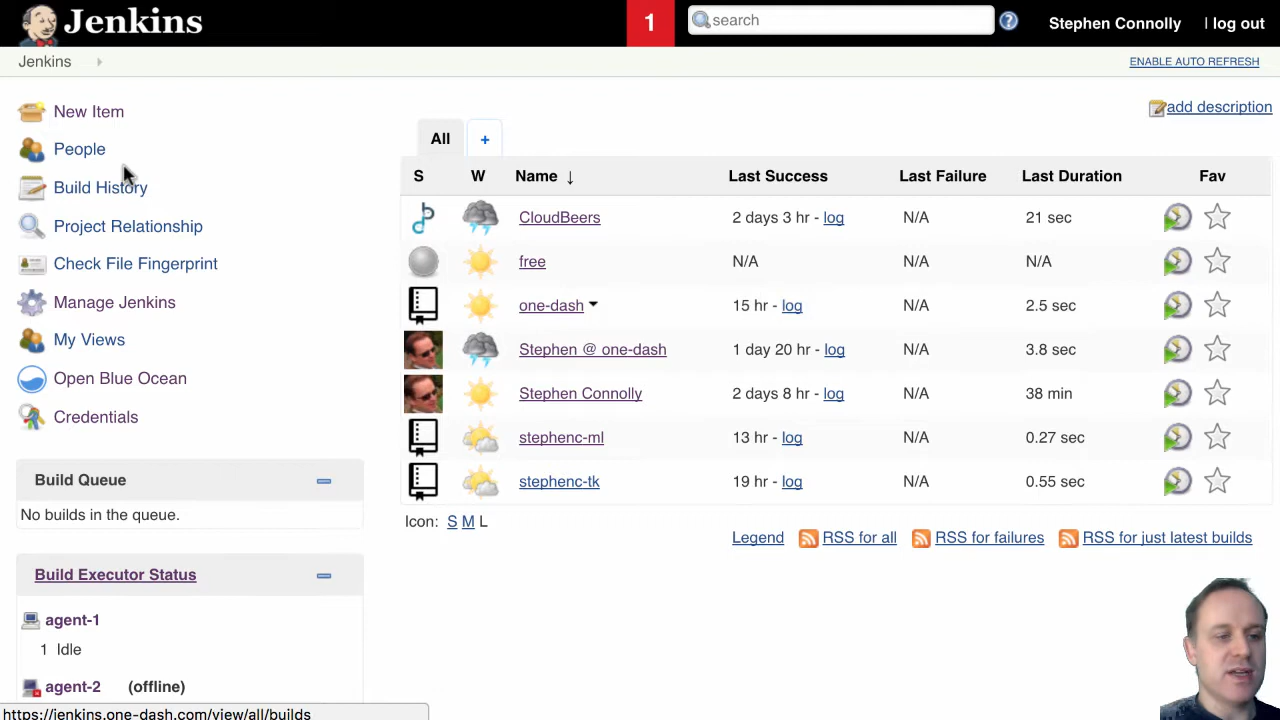 Jenkins
1
search
Stephen Connolly | log out
Jenkins
ENABLE AUTO REFRESH
New Item
People
Build History
Project Relationship
Check File Fingerprint
Manage Jenkins
My Views
Open Blue Ocean
Credentials
Build Queue
No builds in the queue.
Build Executor Status
agent-1
1 Idle
agent-2 (offline)
add description
All +
S W Name ↓ Last Success Last Failure Last Duration Fav
CloudBeers 2 days 3 hr - log N/A 21 sec
free N/A N/A N/A
one-dash 15 hr - log N/A 2.5 sec
Stephen @ one-dash 1 day 20 hr - log N/A 3.8 sec
Stephen Connolly 2 days 8 hr - log N/A 38 min
stephenc-ml 13 hr - log N/A 0.27 sec
stephenc-tk 19 hr - log N/A 0.55 sec
Icon: S M L
Legend RSS for all RSS for failures RSS for just latest builds
https://jenkins.one-dash.com/view/all/builds